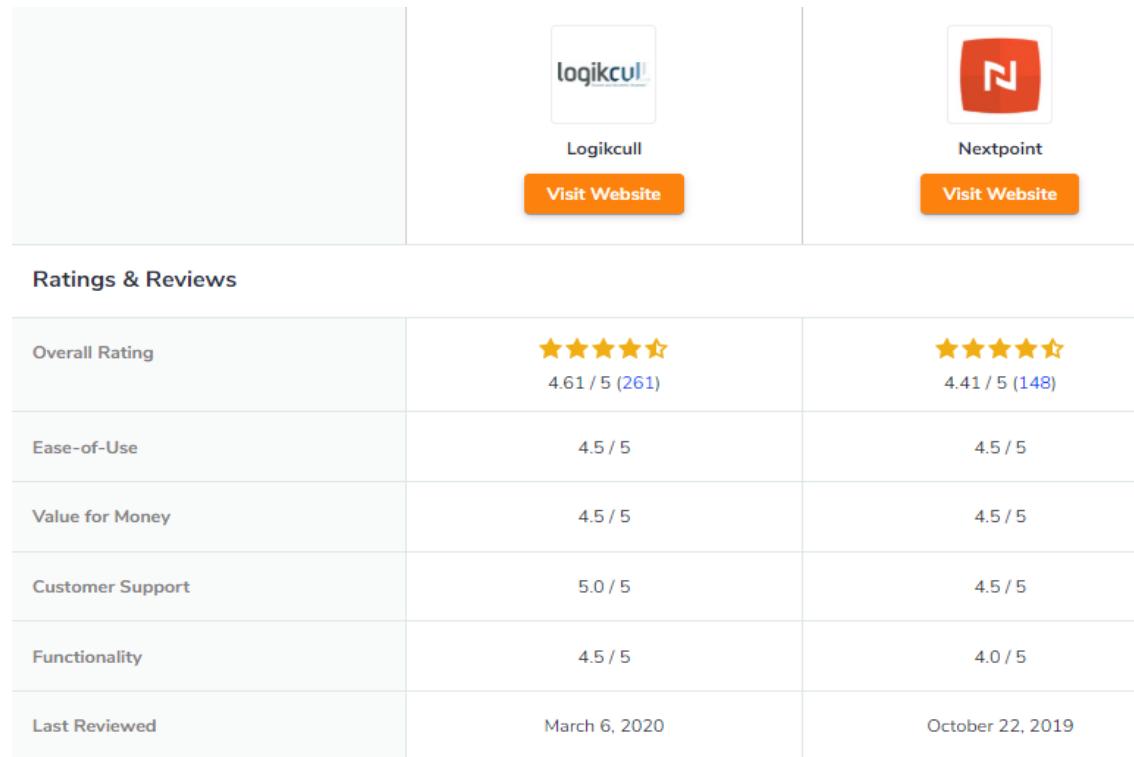 logikcull
Logikcull Nextpoint
Visit Website Visit Website
Ratings & Reviews
Overall Rating
4.61 / 5 (261) 4.41 / 5 (148)
Ease-of-Use 4.5 / 5 4.5 / 5
Value for Money 4.5 / 5 4.5 / 5
Customer Support 5.0 / 5 4.5 / 5
Functionality 4.5 / 5 4.0 / 5
Last Reviewed March 6, 2020 October 22, 2019